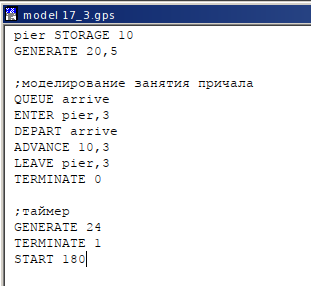 model 17_3.gps
pier STORAGE 10
GENERATE 20,5
;моделирование занятия причала
QUEUE arrive
ENTER pier,3
DEPART arrive
ADVANCE 10,3
LEAVE pier,3
TERMINATE 0
;таймер
GENERATE 24
TERMINATE 1
START 180